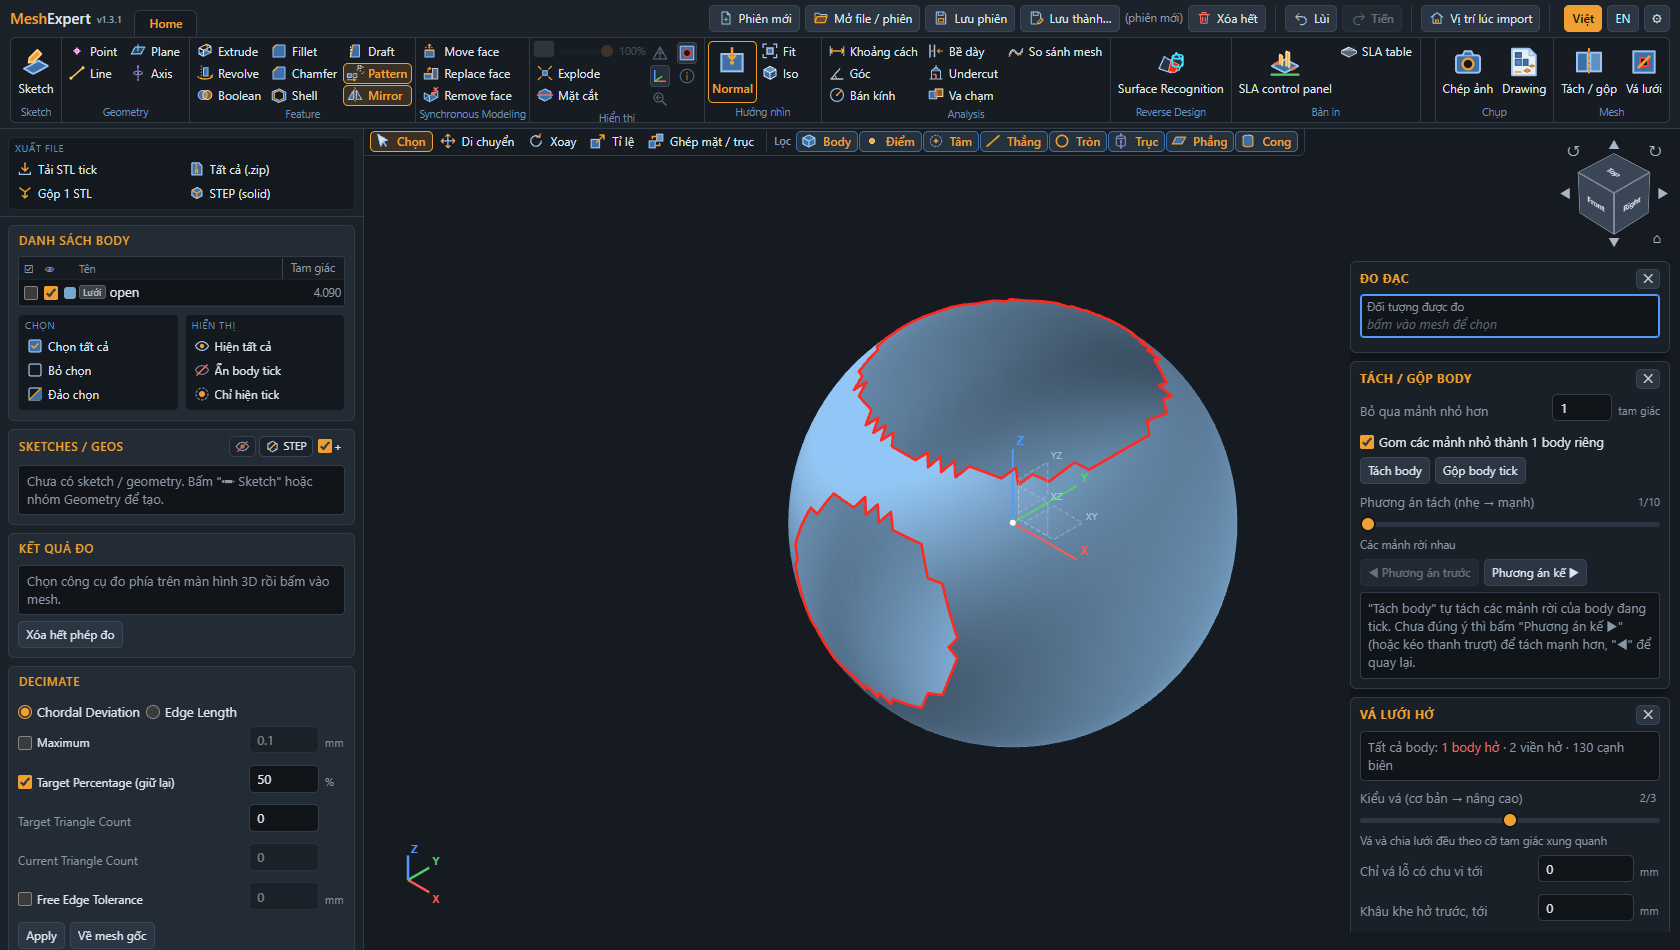 MeshExpert v1.3.1
Home
Phiên mới
Mở file / phiên
Lưu phiên
Lưu thành...
(phiên mới)
Xóa hết
Lùi
Tiến
Vị trí lúc import
Việt
EN
Sketch
Sketch
Point
Line
Plane
Axis
Geometry
Extrude
Revolve
Boolean
Fillet
Chamfer
Shell
Draft
Pattern
Mirror
Feature
Move face
Replace face
Remove face
Synchronous Modeling
100%
Explode
Mặt cắt
Hiển thị
Normal
Fit
Iso
Hướng nhìn
Khoảng cách
Góc
Bán kính
Bề dày
Undercut
Va chạm
So sánh mesh
Analysis
Surface Recognition
Reverse Design
SLA control panel
SLA table
Bàn in
Chép ảnh
Drawing
Chụp
Tách / gộp
Vá lưới
Mesh
Chọn
Di chuyển
Xoay
Tỉ lệ
Ghép mặt / trục
Lọc
Body
Điểm
Tâm
Thẳng
Tròn
Trục
Phẳng
Cong
XUẤT FILE
Tải STL tick
Tất cả (.zip)
Gộp 1 STL
STEP (solid)
DANH SÁCH BODY
Tên
Tam giác
Lưới open 4.090
CHỌN
Chọn tất cả
Bỏ chọn
Đảo chọn
HIỂN THỊ
Hiện tất cả
Ẩn body tick
Chỉ hiện tick
SKETCHES / GEOS
STEP
+
Chưa có sketch / geometry. Bấm "✏ Sketch" hoặc
nhóm Geometry để tạo.
KẾT QUẢ ĐO
Chọn công cụ đo phía trên màn hình 3D rồi bấm vào
mesh.
Xóa hết phép đo
DECIMATE
Chordal Deviation
Edge Length
Maximum 0.1 mm
Target Percentage (giữ lại) 50 %
Target Triangle Count 0
Current Triangle Count 0
Free Edge Tolerance 0 mm
Apply
Về mesh gốc
Z
YZ
Y
XZ
XY
X
Z
Y
X
Top
Front
Right
ĐO ĐẠC
Đối tượng được đo
bấm vào mesh để chọn
TÁCH / GỘP BODY
Bỏ qua mảnh nhỏ hơn 1 tam giác
Gom các mảnh nhỏ thành 1 body riêng
Tách body
Gộp body tick
Phương án tách (nhẹ → mạnh) 1/10
Các mảnh rời nhau
◀ Phương án trước
Phương án kế ▶
"Tách body" tự tách các mảnh rời của body đang
tick. Chưa đúng ý thì bấm "Phương án kế ▶"
(hoặc kéo thanh trượt) để tách mạnh hơn, "◀" để
quay lại.
VÁ LƯỚI HỞ
Tất cả body: 1 body hở · 2 viền hở · 130 cạnh
biên
Kiểu vá (cơ bản → nâng cao) 2/3
Vá và chia lưới đều theo cỡ tam giác xung quanh
Chỉ vá lỗ có chu vi tới 0 mm
Khâu khe hở trước, tới 0 mm